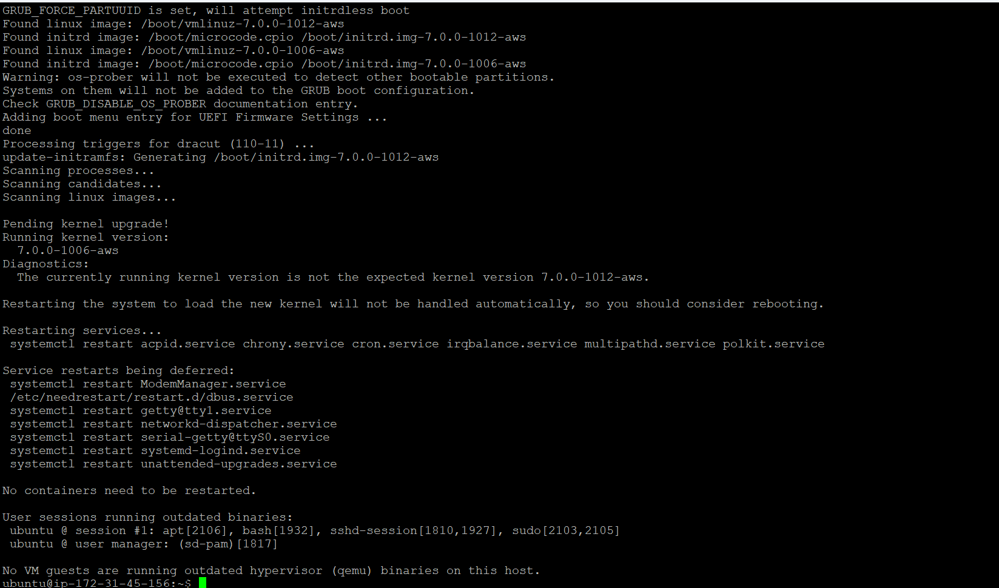 GRUB_FORCE_PARTUUID is set, will attempt initrdless boot
Found linux image: /boot/vmlinuz-7.0.0-1012-aws
Found initrd image: /boot/microcode.cpio /boot/initrd.img-7.0.0-1012-aws
Found linux image: /boot/vmlinuz-7.0.0-1006-aws
Found initrd image: /boot/microcode.cpio /boot/initrd.img-7.0.0-1006-aws
Warning: os-prober will not be executed to detect other bootable partitions.
Systems on them will not be added to the GRUB boot configuration.
Check GRUB_DISABLE_OS_PROBER documentation entry.
Adding boot menu entry for UEFI Firmware Settings ...
done
Processing triggers for dracut (110-11) ...
update-initramfs: Generating /boot/initrd.img-7.0.0-1012-aws
Scanning processes...
Scanning candidates...
Scanning linux images...

Pending kernel upgrade!
Running kernel version:
  7.0.0-1006-aws
Diagnostics:
  The currently running kernel version is not the expected kernel version 7.0.0-1012-aws.

Restarting the system to load the new kernel will not be handled automatically, so you should consider rebooting.

Restarting services...
 systemctl restart acpid.service chrony.service cron.service irqbalance.service multipathd.service polkit.service

Service restarts being deferred:
 systemctl restart ModemManager.service
 /etc/needrestart/restart.d/dbus.service
 systemctl restart getty@tty1.service
 systemctl restart networkd-dispatcher.service
 systemctl restart serial-getty@ttyS0.service
 systemctl restart systemd-logind.service
 systemctl restart unattended-upgrades.service

No containers need to be restarted.

User sessions running outdated binaries:
 ubuntu @ session #1: apt[2106], bash[1932], sshd-session[1810,1927], sudo[2103,2105]
 ubuntu @ user manager: (sd-pam)[1817]

No VM guests are running outdated hypervisor (qemu) binaries on this host.
ubuntu@ip-172-31-45-156:~$